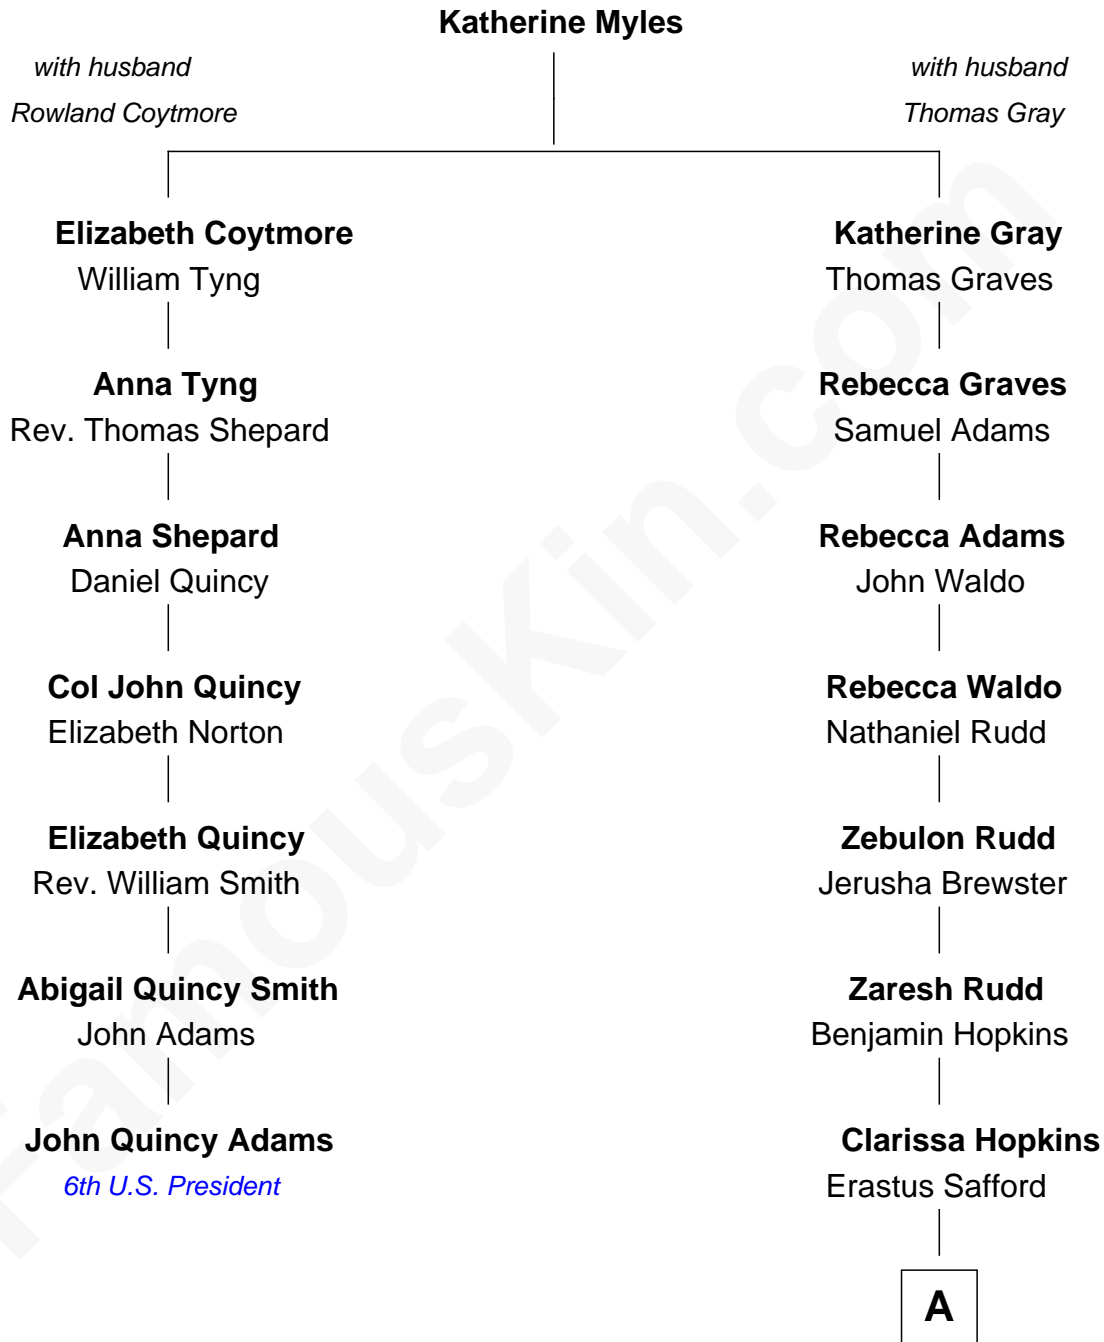 Katherine Myles
with husband
Rowland Coytmore
with husband
Thomas Gray
Elizabeth Coytmore
William Tyng
Katherine Gray
Thomas Graves
Anna Tyng
Rev. Thomas Shepard
Rebecca Graves
Samuel Adams
Anna Shepard
Daniel Quincy
Rebecca Adams
John Waldo
Col John Quincy
Elizabeth Norton
Rebecca Waldo
Nathaniel Rudd
Elizabeth Quincy
Rev. William Smith
Zebulon Rudd
Jerusha Brewster
Abigail Quincy Smith
John Adams
Zaresh Rudd
Benjamin Hopkins
John Quincy Adams
6th U.S. President
Clarissa Hopkins
Erastus Safford
A
FamousKin.com